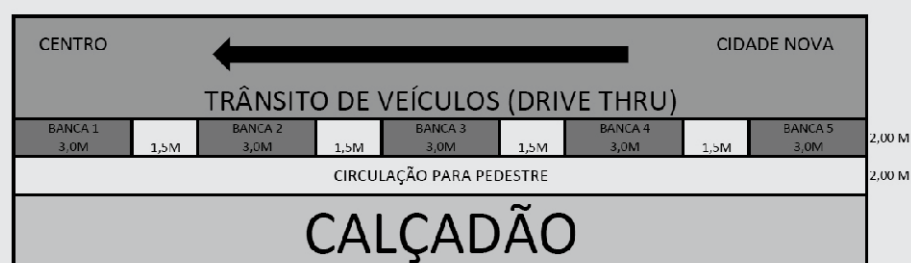 CENTRO
CIDADE NOVA
TRÂNSITO DE VEÍCULOS (DRIVE THRU)
BANCA 1 BANCA 2 BANCA 3 BANCA 4 BANCA 5
3,0M 1,5M 3,0M 1,5M 3,0M 1,5M 3,0M 1,5M 3,0M
2,00 M
CIRCULAÇÃO PARA PEDESTRE
2,00 M
CALÇADÃO